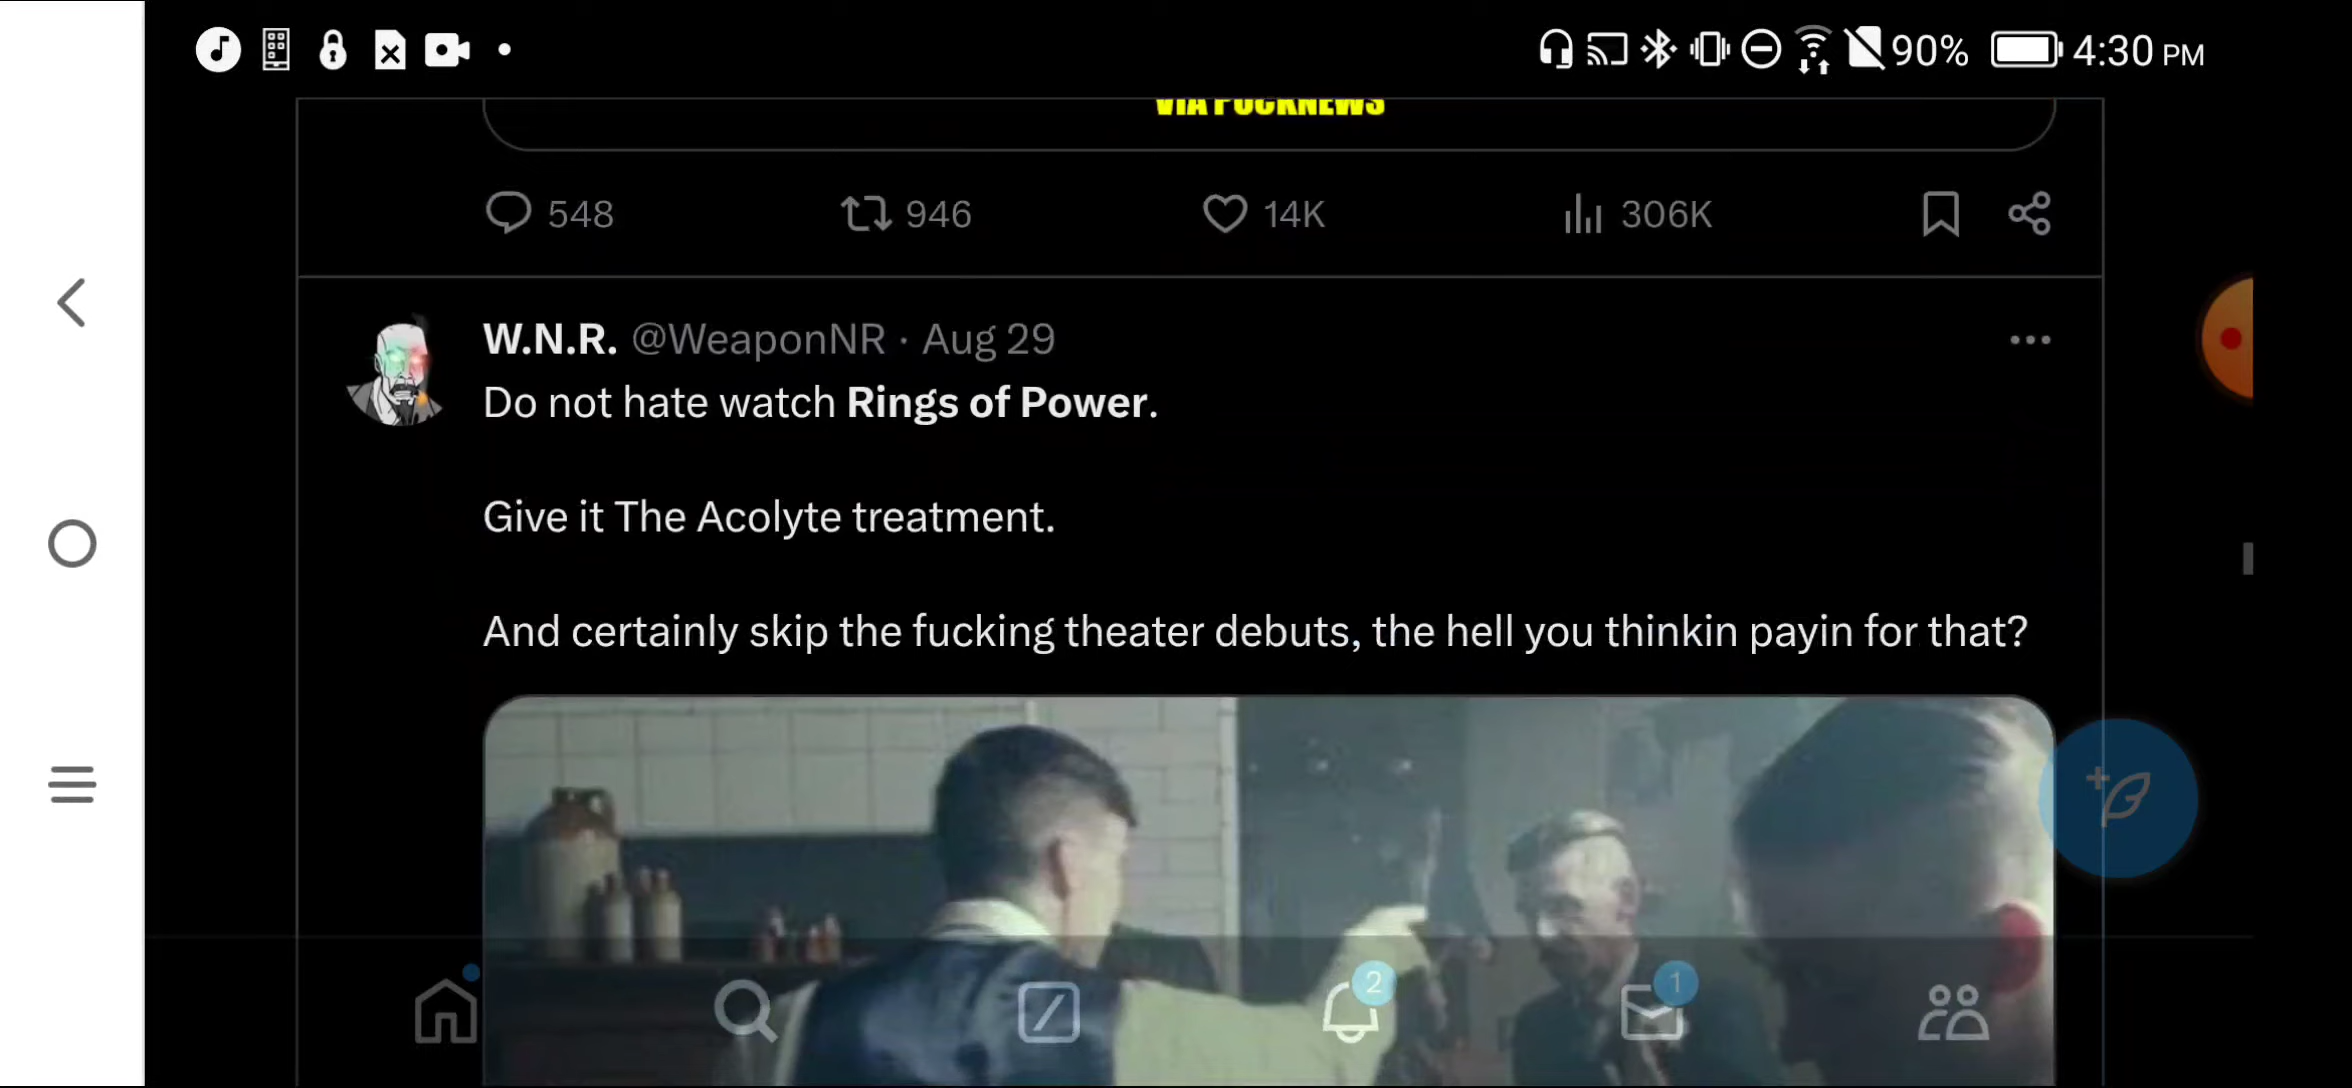 90% 4:30 PM
VIA POCKNEWS
548 946 14K 306K
W.N.R. @WeaponNR · Aug 29
Do not hate watch Rings of Power.
Give it The Acolyte treatment.
And certainly skip the fucking theater debuts, the hell you thinkin payin for that?
2 1